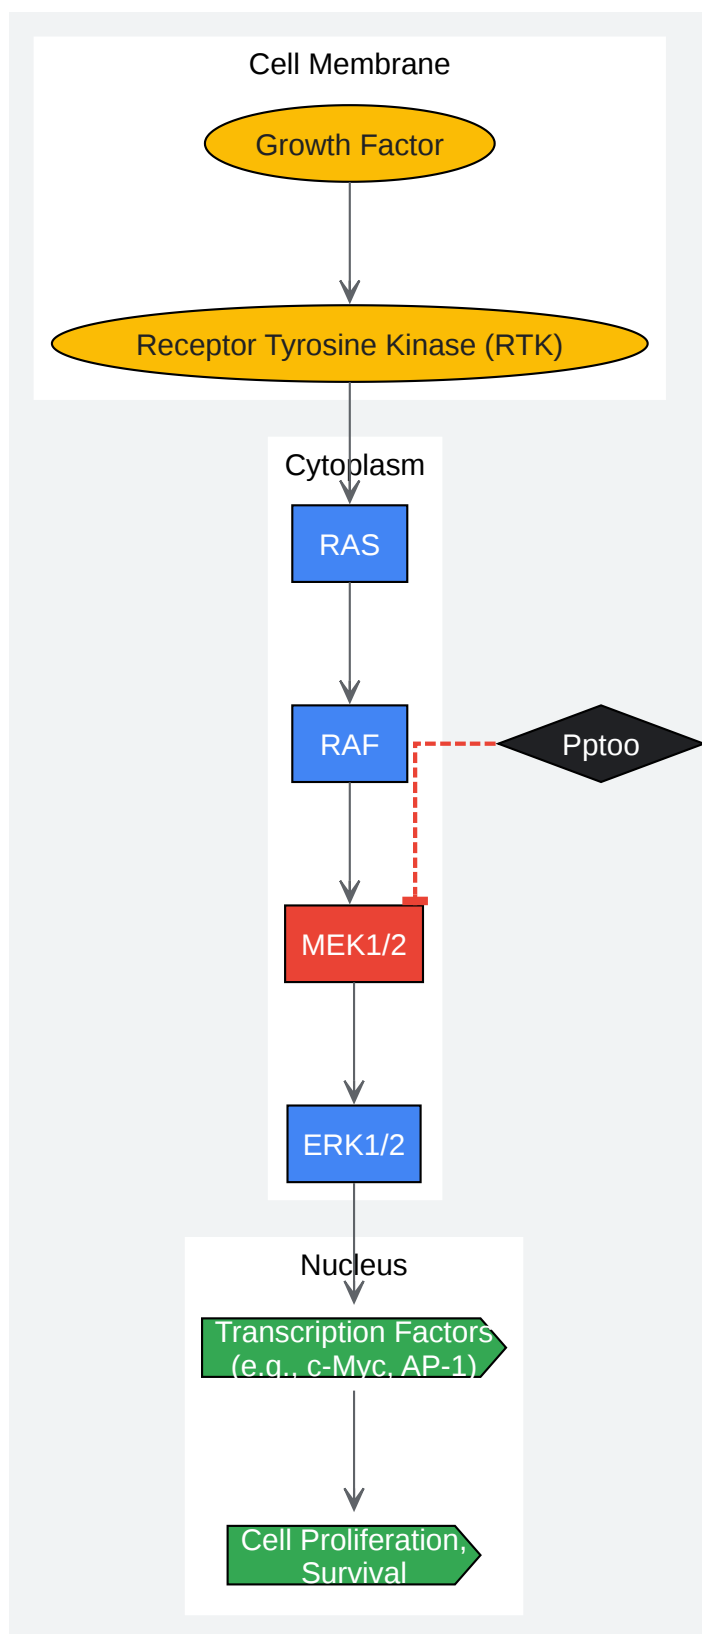 Cell Membrane
Growth Factor
Receptor Tyrosine Kinase (RTK)
Cytoplasm
RAS
RAF
Pptoo
MEK1/2
ERK1/2
Nucleus
Transcription Factors
(e.g., c-Myc, AP-1)
Cell Proliferation,
Survival